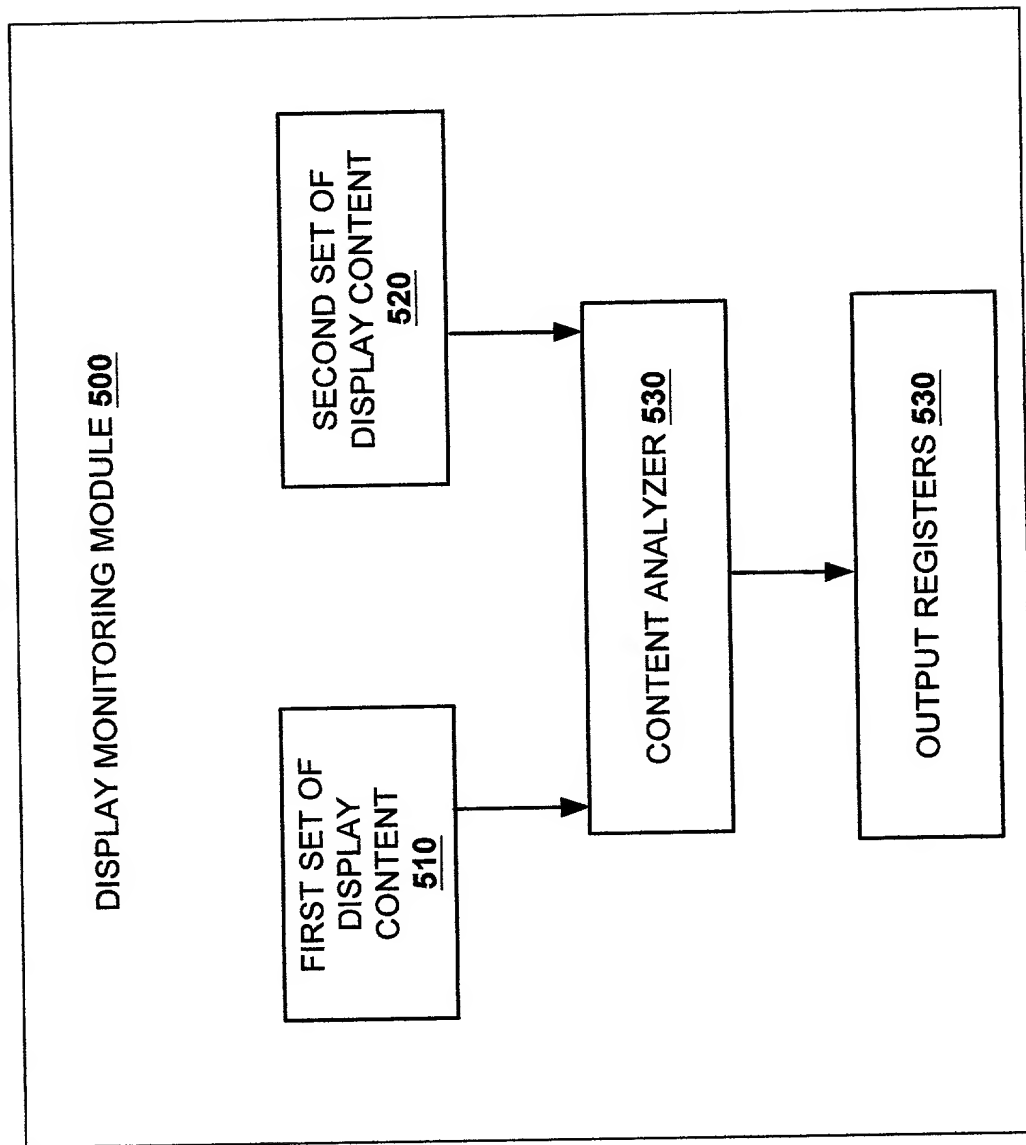 DISPLAY MONITORING MODULE 500
FIRST SET OF
DISPLAY
CONTENT
510
SECOND SET OF
DISPLAY CONTENT
520
CONTENT ANALYZER 530
OUTPUT REGISTERS 530